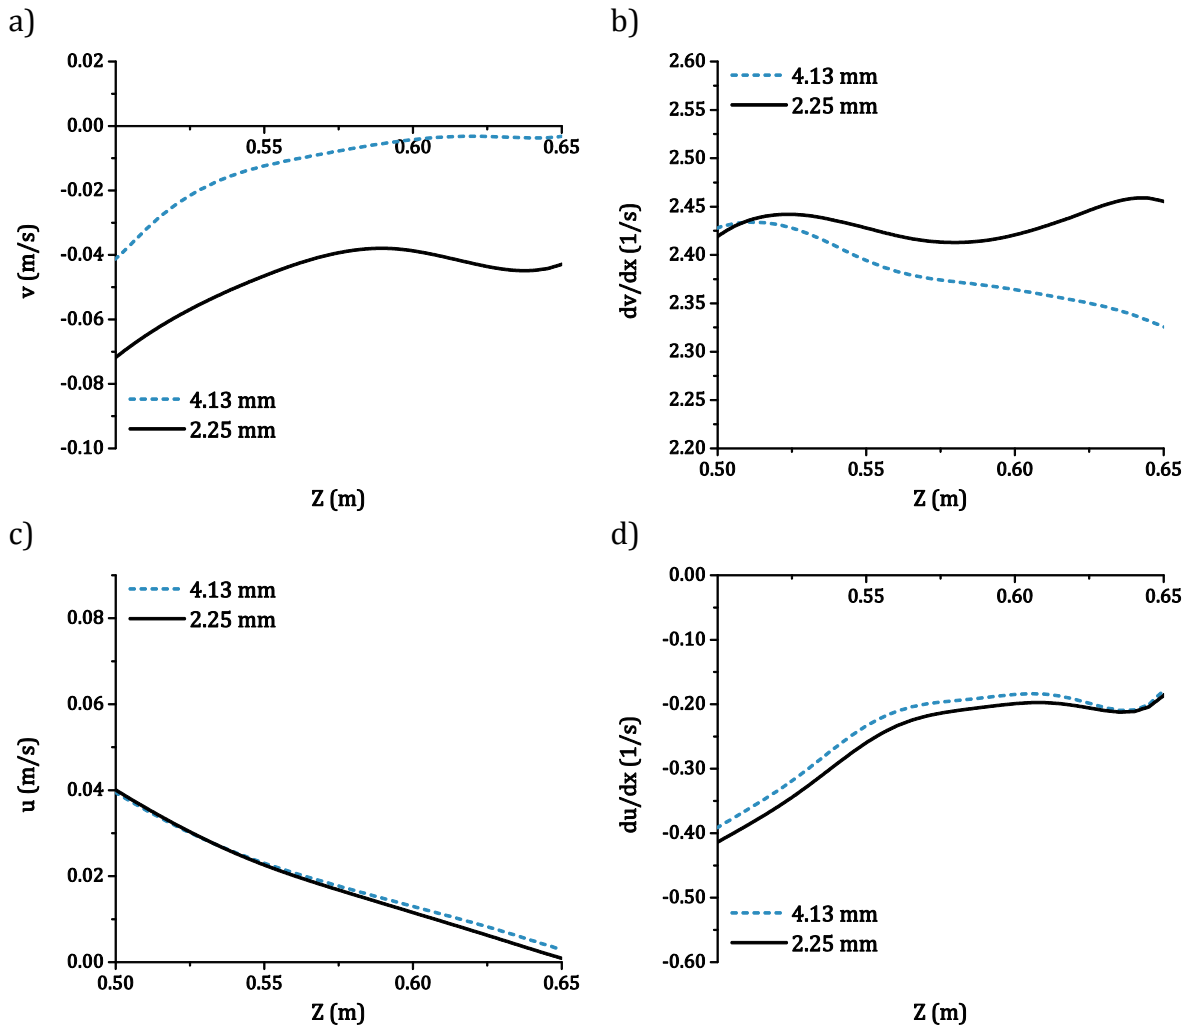 a)
0.02
0.00
-0.02
-0.04
-0.06
-0.08
-0.10
0.55
0.60
0.65
v (m/s)
4.13 mm
2.25 mm
Z (m)
b)
2.60
2.55
2.50
2.45
2.40
2.35
2.30
2.25
2.20
0.50
0.55
0.60
0.65
dv/dx (1/s)
4.13 mm
2.25 mm
Z (m)
c)
0.08
0.06
0.04
0.02
0.00
0.50
0.55
0.60
0.65
u (m/s)
4.13 mm
2.25 mm
Z (m)
d)
0.00
-0.10
-0.20
-0.30
-0.40
-0.50
-0.60
0.55
0.60
0.65
du/dx (1/s)
4.13 mm
2.25 mm
Z (m)